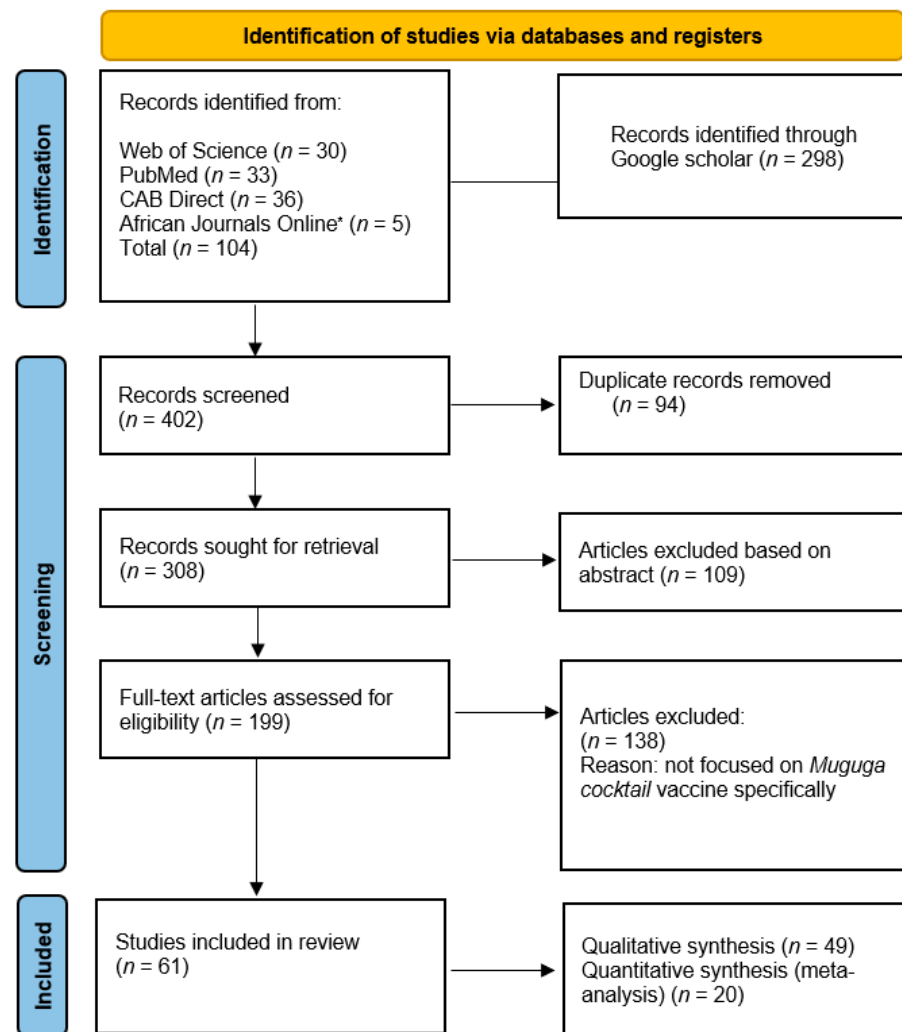 Identification of studies via databases and registers
Identification
Records identified from:
Web of Science (n = 30)
PubMed (n = 33)
CAB Direct (n = 36)
African Journals Online* (n = 5)
Total (n = 104)
Records identified through
Google scholar (n = 298)
Screening
Records screened
(n = 402)
Duplicate records removed
(n = 94)
Records sought for retrieval
(n = 308)
Articles excluded based on
abstract (n = 109)
Full-text articles assessed for
eligibility (n = 199)
Articles excluded:
(n = 138)
Reason: not focused on Muguga
cocktail vaccine specifically
Included
Studies included in review
(n = 61)
Qualitative synthesis (n = 49)
Quantitative synthesis (meta-
analysis) (n = 20)